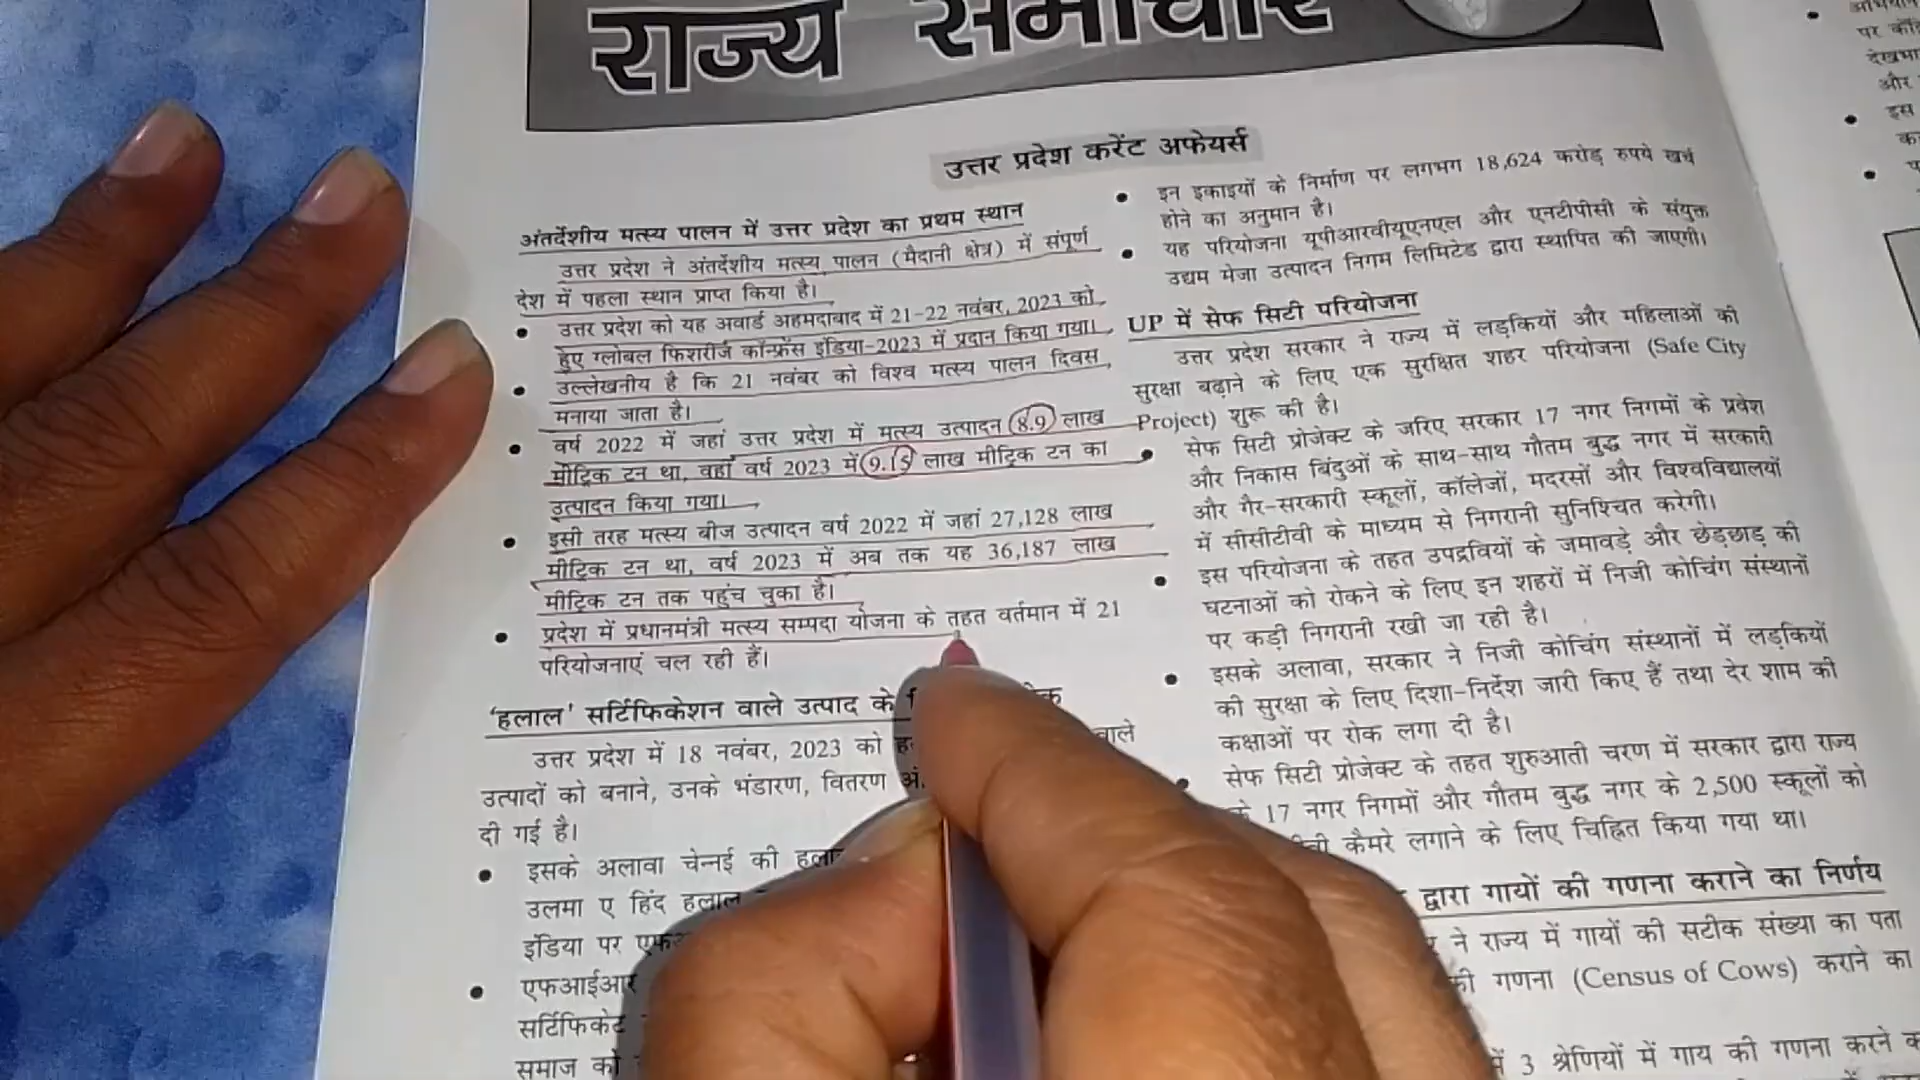 राज्य समाचार
उत्तर प्रदेश करेंट अफेयर्स
अंतर्देशीय मत्स्य पालन में उत्तर प्रदेश का प्रथम स्थान
उत्तर प्रदेश ने अंतर्देशीय मत्स्य पालन (मैदानी क्षेत्र) में संपूर्ण
देश में पहला स्थान प्राप्त किया है।
• उत्तर प्रदेश को यह अवार्ड अहमदाबाद में 21-22 नवंबर, 2023 को
हुए ग्लोबल फिशरीज कॉन्फ्रेंस इंडिया-2023 में प्रदान किया गया।
• उल्लेखनीय है कि 21 नवंबर को विश्व मत्स्य पालन दिवस
मनाया जाता है।
• वर्ष 2022 में जहां उत्तर प्रदेश में मत्स्य उत्पादन 8.9 लाख
मीट्रिक टन था, वहीं वर्ष 2023 में 9.15 लाख मीट्रिक टन का
उत्पादन किया गया।
• इसी तरह मत्स्य बीज उत्पादन वर्ष 2022 में जहां 27,128 लाख
मीट्रिक टन था, वर्ष 2023 में अब तक यह 36,187 लाख
मीट्रिक टन तक पहुंच चुका है।
• प्रदेश में प्रधानमंत्री मत्स्य सम्पदा योजना के तहत वर्तमान में 21
परियोजनाएं चल रही हैं।
'हलाल' सर्टिफिकेशन वाले उत्पाद के
उत्तर प्रदेश में 18 नवंबर, 2023 को वाले
उत्पादों को बनाने, उनके भंडारण, वितरण
दी गई है।
• इसके अलावा चेन्नई की
उलमा ए हिंद हलाल
इंडिया पर
• एफआईआर
सर्टिफिकेट
समाज को
• इन इकाइयों के निर्माण पर लगभग 18,624 करोड़ रुपये खर्च
होने का अनुमान है।
• यह परियोजना यूपीआरवीयूएनएल और एनटीपीसी के संयुक्त
उद्यम मेजा उत्पादन निगम लिमिटेड द्वारा स्थापित की जाएगी।
UP में सेफ सिटी परियोजना
उत्तर प्रदेश सरकार ने राज्य में लड़कियों और महिलाओं की
सुरक्षा बढ़ाने के लिए एक सुरक्षित शहर परियोजना (Safe City
Project) शुरू की है।
• सेफ सिटी प्रोजेक्ट के जरिए सरकार 17 नगर निगमों के प्रवेश
और निकास बिंदुओं के साथ-साथ गौतम बुद्ध नगर में सरकारी
और गैर-सरकारी स्कूलों, कॉलेजों, मदरसों और विश्वविद्यालयों
में सीसीटीवी के माध्यम से निगरानी सुनिश्चित करेगी।
• इस परियोजना के तहत उपद्रवियों के जमावड़े और छेड़छाड़ की
घटनाओं को रोकने के लिए इन शहरों में निजी कोचिंग संस्थानों
पर कड़ी निगरानी रखी जा रही है।
• इसके अलावा, सरकार ने निजी कोचिंग संस्थानों में लड़कियों
की सुरक्षा के लिए दिशा-निर्देश जारी किए हैं तथा देर शाम की
कक्षाओं पर रोक लगा दी है।
• सेफ सिटी प्रोजेक्ट के तहत शुरुआती चरण में सरकार द्वारा राज्य
के 17 नगर निगमों और गौतम बुद्ध नगर के 2,500 स्कूलों को
कैमरे लगाने के लिए चिह्नित किया गया था।
द्वारा गायों की गणना कराने का निर्णय
ने राज्य में गायों की सटीक संख्या का पता
की गणना (Census of Cows) कराने का
में 3 श्रेणियों में गाय की गणना करने
पर
और
• इस